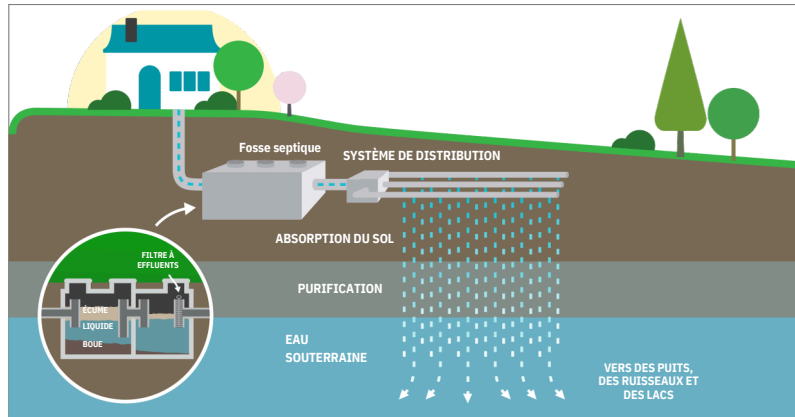 Fosse septique
SYSTÈME DE DISTRIBUTION
ABSORPTION DU SOL
FILTRE À
EFFLUENTS
PURIFICATION
ÉCUME
LIQUIDE
BOUE
EAU
SOUTERRAINE
VERS DES PUITS,
DES RUISSEAUX ET
DES LACS